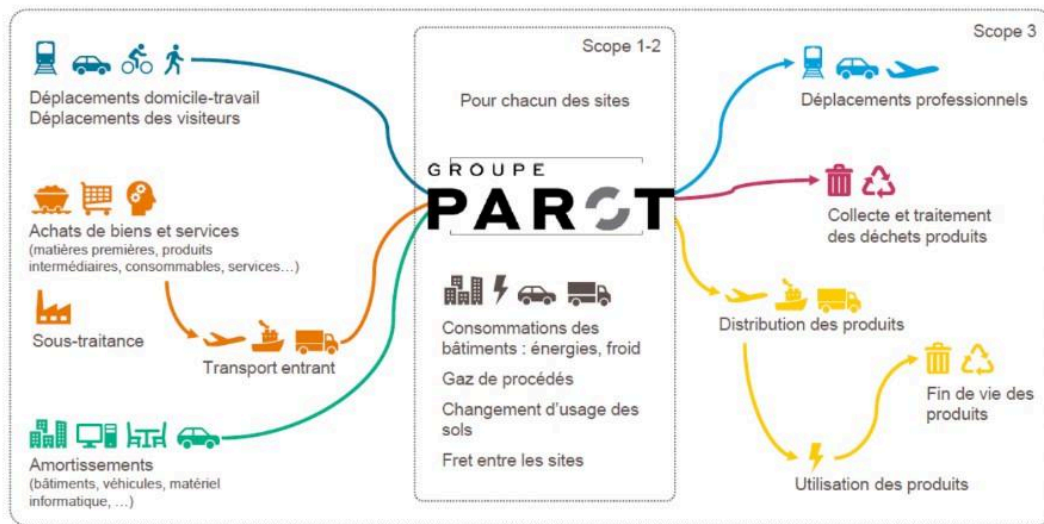 Scope 1-2
Scope 3
Déplacements domicile-travail
Déplacements des visiteurs
Pour chacun des sites
Déplacements professionnels
GROUPE
PAROT
Achats de biens et services
(matières premières, produits
intermédiaires, consommables, services…)
Collecte et traitement
des déchets produits
Sous-traitance
Transport entrant
Consommations des
bâtiments : énergies, froid
Gaz de procédés
Changement d'usage des
sols
Fret entre les sites
Distribution des produits
Fin de vie des
produits
Amortissements
(bâtiments, véhicules, matériel
informatique, …)
Utilisation des produits